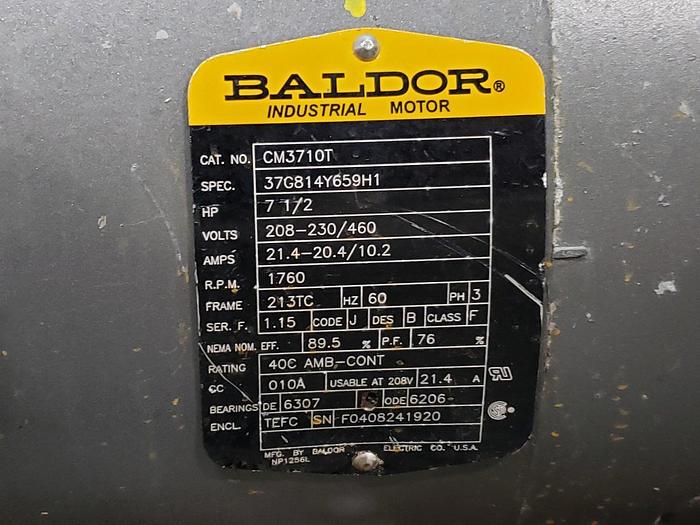 BALDOR®
INDUSTRIAL MOTOR
CAT. NO. CM3710T
SPEC. 37G814Y659H1
HP 7 1/2
VOLTS 208-230/460
AMPS 21.4-20.4/10.2
R.P.M. 1760
FRAME 213TC HZ 60 PH 3
SER. F. 1.15 CODE J DES B CLASS F
NEMA NOM. EFF. 89.5 % P.F. 76 %
RATING 40C AMB-CONT
CC 010A USABLE AT 208V 21.4 A
BEARINGS DE 6307 ODE 6206
ENCL. TEFC SN F0408241920
MFG. BY BALDOR ELECTRIC CO. U.S.A.
NP1256L